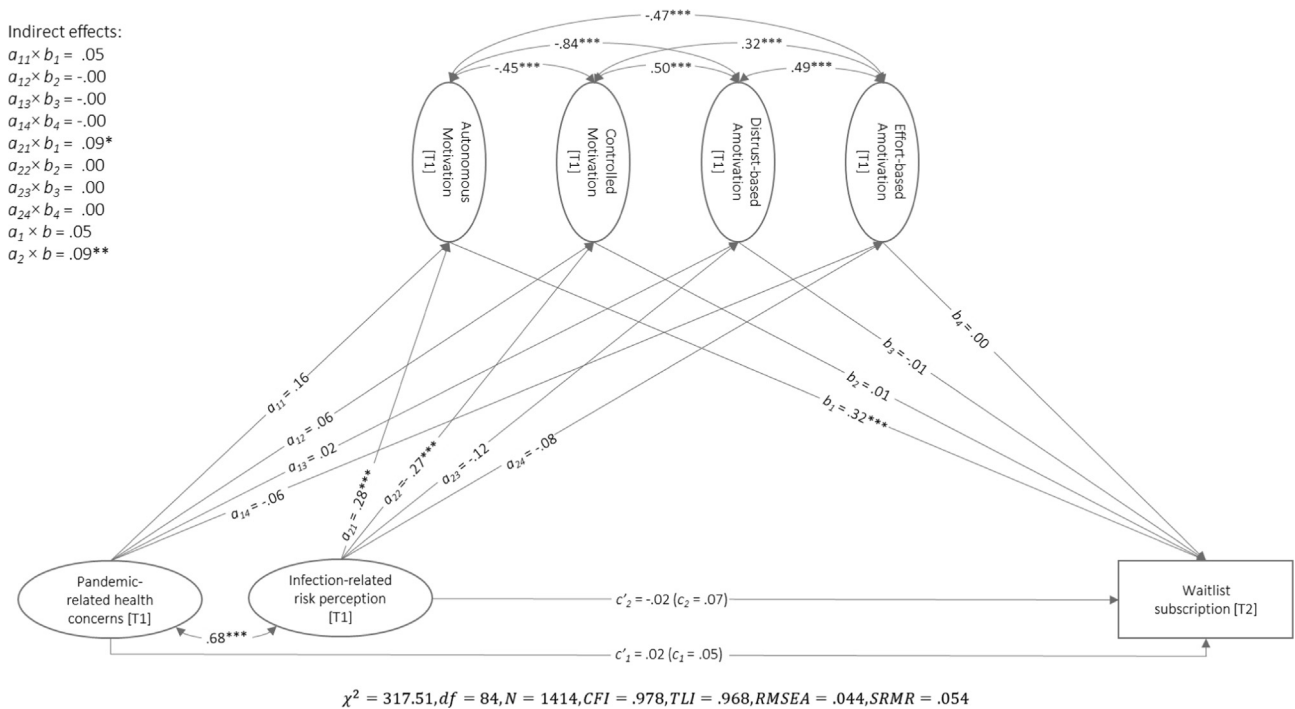 Indirect effects:
a11× b1 = .05
a12× b2 = -.00
a13× b3 = -.00
a14× b4 = -.00
a21× b1 = .09*
a22× b2 = .00
a23× b3 = .00
a24× b4 = .00
a1 × b = .05
a2 × b = .09**
-.47***
-.84***
.32***
-.45***
.50***
.49***
Autonomous
Motivation
[T1]
Controlled
Motivation
[T1]
Distrust-based
Amotivation
[T1]
Effort-based
Amotivation
[T1]
a11 = .16
a12 = .06
a13 = .02
a14 = -.06
a21 = .28***
a22 =- .27***
a23 = -.12
a24 = -.08
b4 = .00
b3 = -.01
b2 = .01
b1 = .32***
Pandemic-
related health
concerns [T1]
Infection-related
risk perception
[T1]
.68***
c'2 = -.02 (c2 = .07)
c'1 = .02 (c1 = .05)
Waitlist
subscription [T2]
χ2 = 317.51, df = 84, N = 1414, CFI = .978, TLI = .968, RMSEA = .044, SRMR = .054